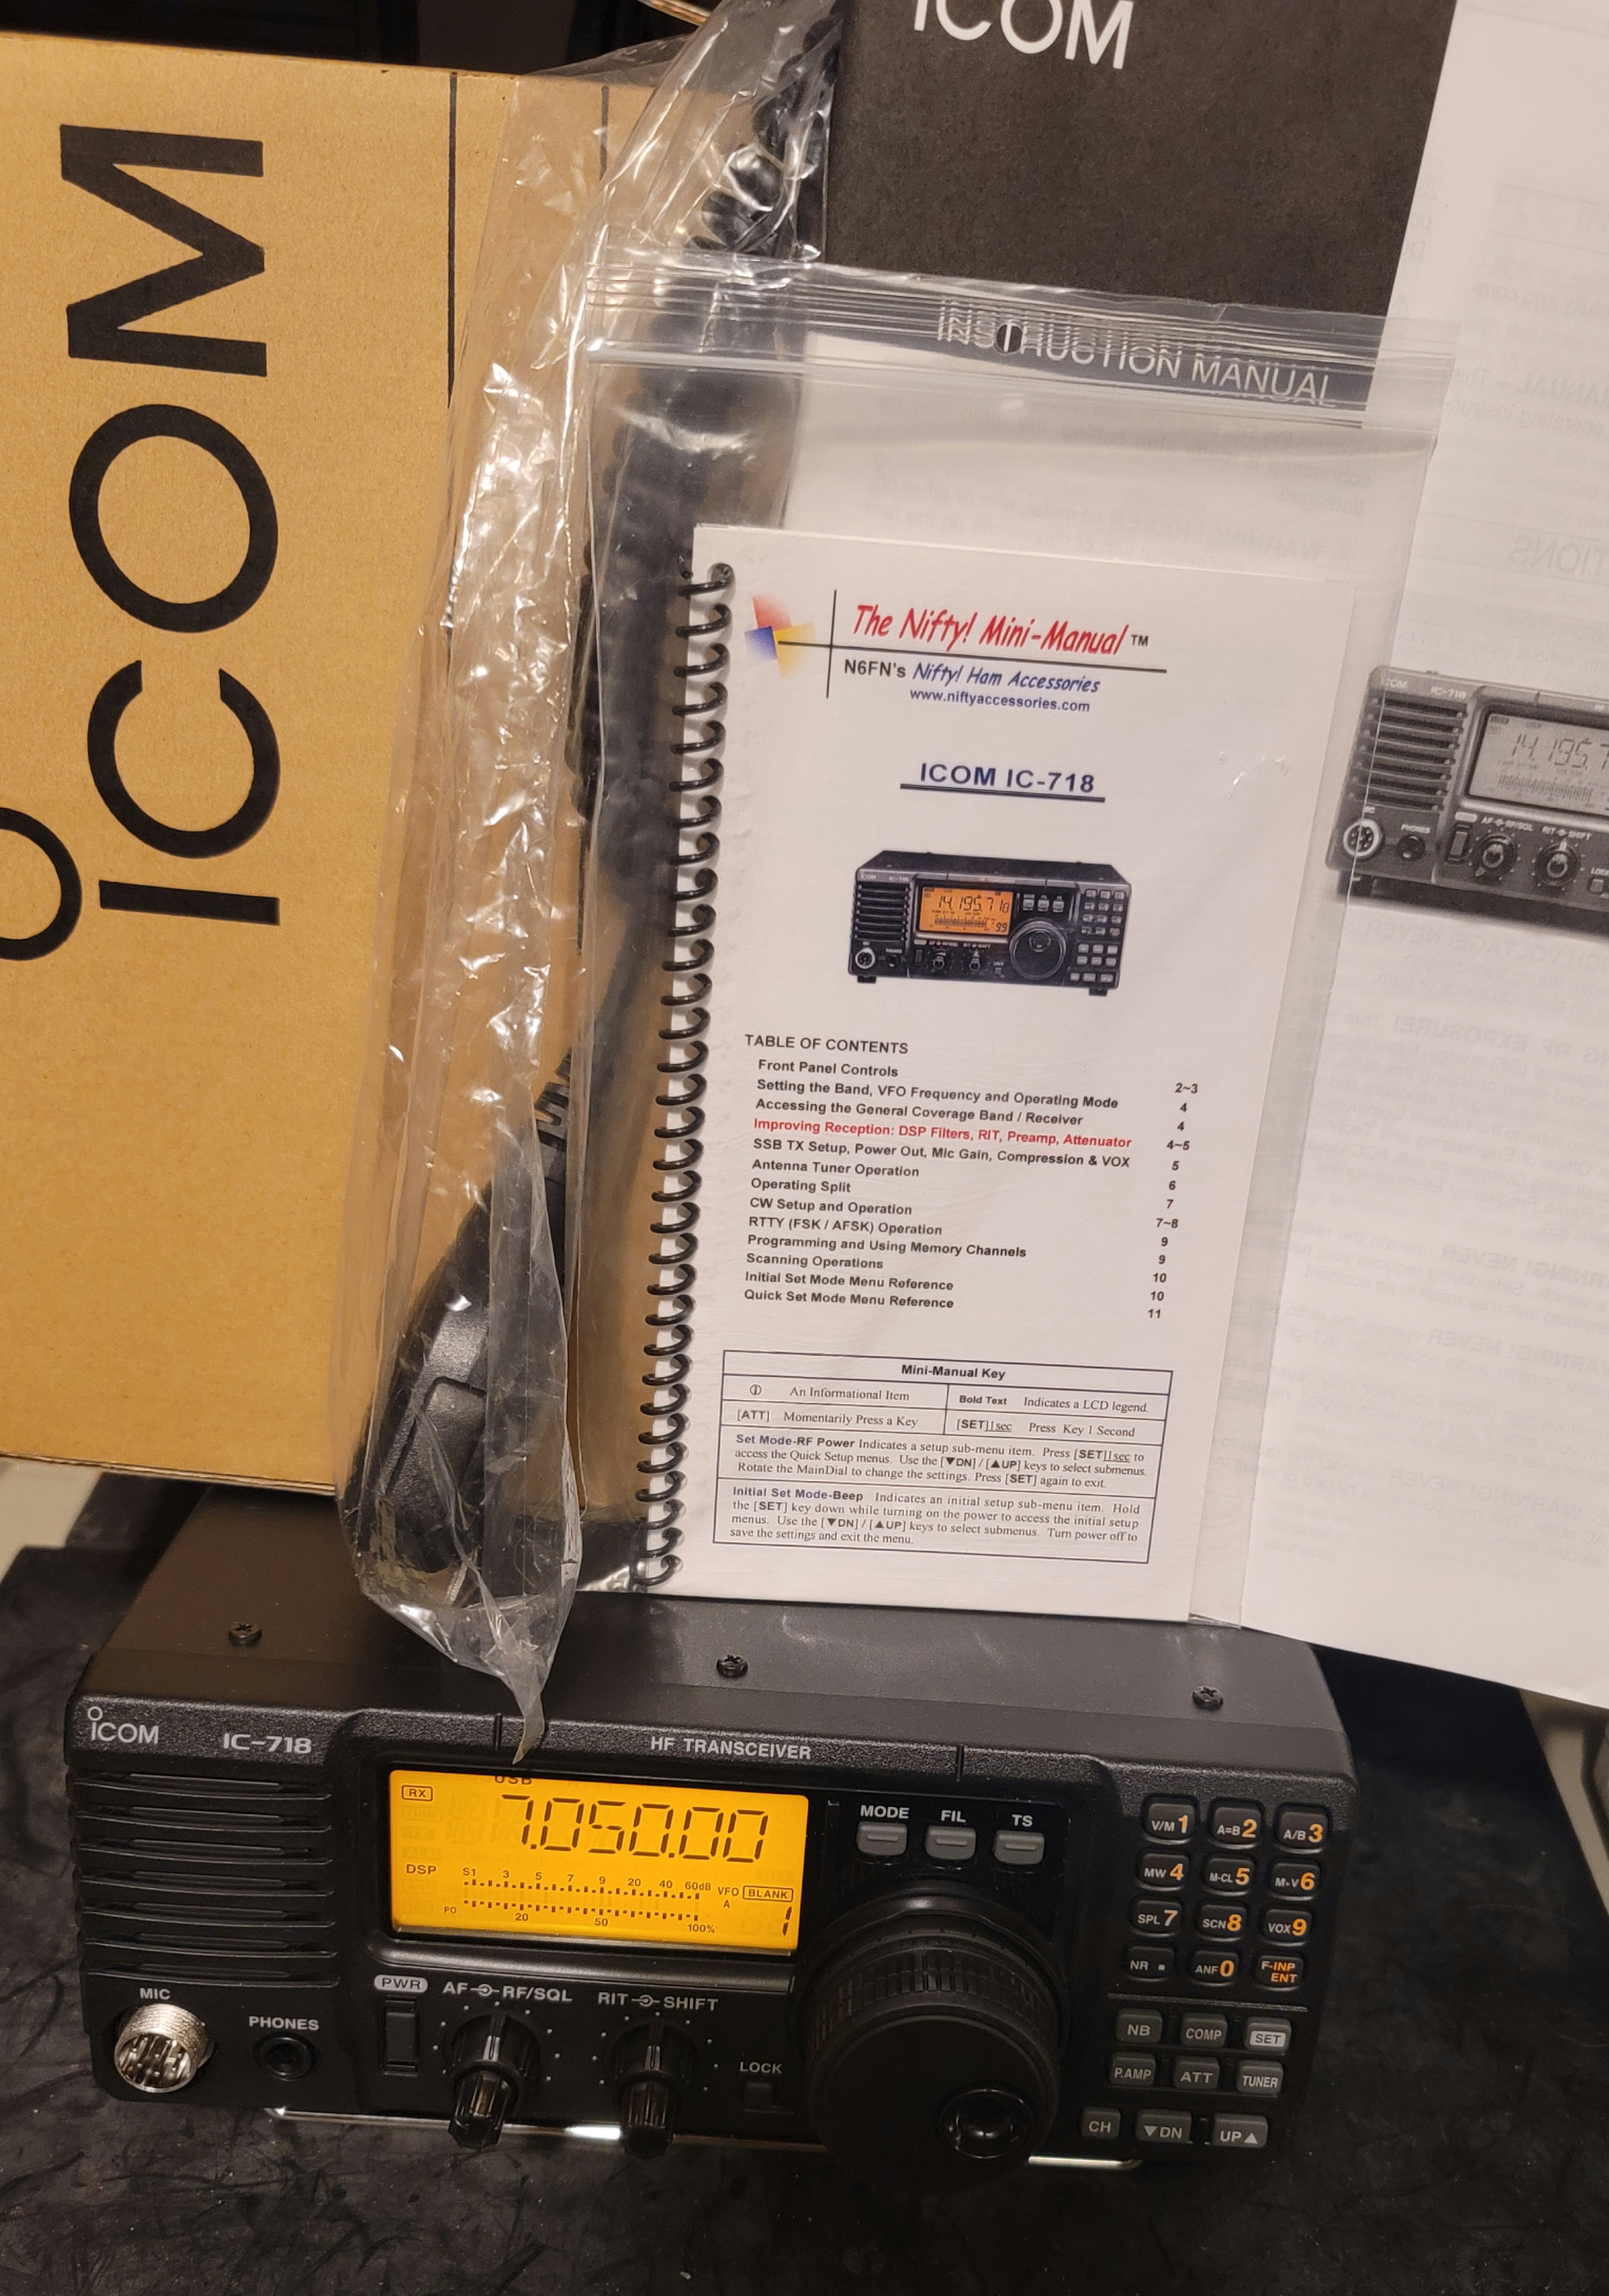 ICOM
ICOM
INSTRUCTION MANUAL
The Nifty! Mini-Manual™
N6FN's Nifty! Ham Accessories
www.niftyaccessories.com
ICOM IC-718
TABLE OF CONTENTS
Front Panel Controls 2~3
Setting the Band, VFO Frequency and Operating Mode 4
Accessing the General Coverage Band / Receiver 4
Improving Reception: DSP Filters, RIT, Preamp, Attenuator 4~5
SSB TX Setup, Power Out, Mic Gain, Compression & VOX 5
Antenna Tuner Operation 6
Operating Split 7
CW Setup and Operation 7~8
RTTY (FSK / AFSK) Operation 9
Programming and Using Memory Channels 9
Scanning Operations 10
Initial Set Mode Menu Reference 10
Quick Set Mode Menu Reference 11
Mini-Manual Key
ⓘ An Informational Item Bold Text Indicates a LCD legend.
[ATT] Momentarily Press a Key [SET]1sec Press Key 1 Second
Set Mode-RF Power Indicates a setup sub-menu item. Press [SET]1sec to
access the Quick Setup menus. Use the [▼DN] / [▲UP] keys to select submenus.
Rotate the MainDial to change the settings. Press [SET] again to exit.
Initial Set Mode-Beep Indicates an initial setup sub-menu item. Hold
the [SET] key down while turning on the power to access the initial setup
menus. Use the [▼DN] / [▲UP] keys to select submenus. Turn power off to
save the settings and exit the menu.
ICOM IC-718
14.195.7
PHONES AF RF/SQL RIT SHIFT
ICOM IC-718 HF TRANSCEIVER
USB
RX 7.050.00
DSP S1 3 5 7 9 20 40 60dB VFO A BLANK 1
PO 20 50 100%
MODE FIL TS
V/M 1 A=B 2 A/B 3
MW 4 M-CL 5 M▸V 6
SPL 7 SCN 8 VOX 9
NR . ANF 0 F-INP ENT
NB COMP SET
P.AMP ATT TUNER
CH ▼DN UP▲
MIC PHONES PWR AF RF/SQL RIT SHIFT LOCK